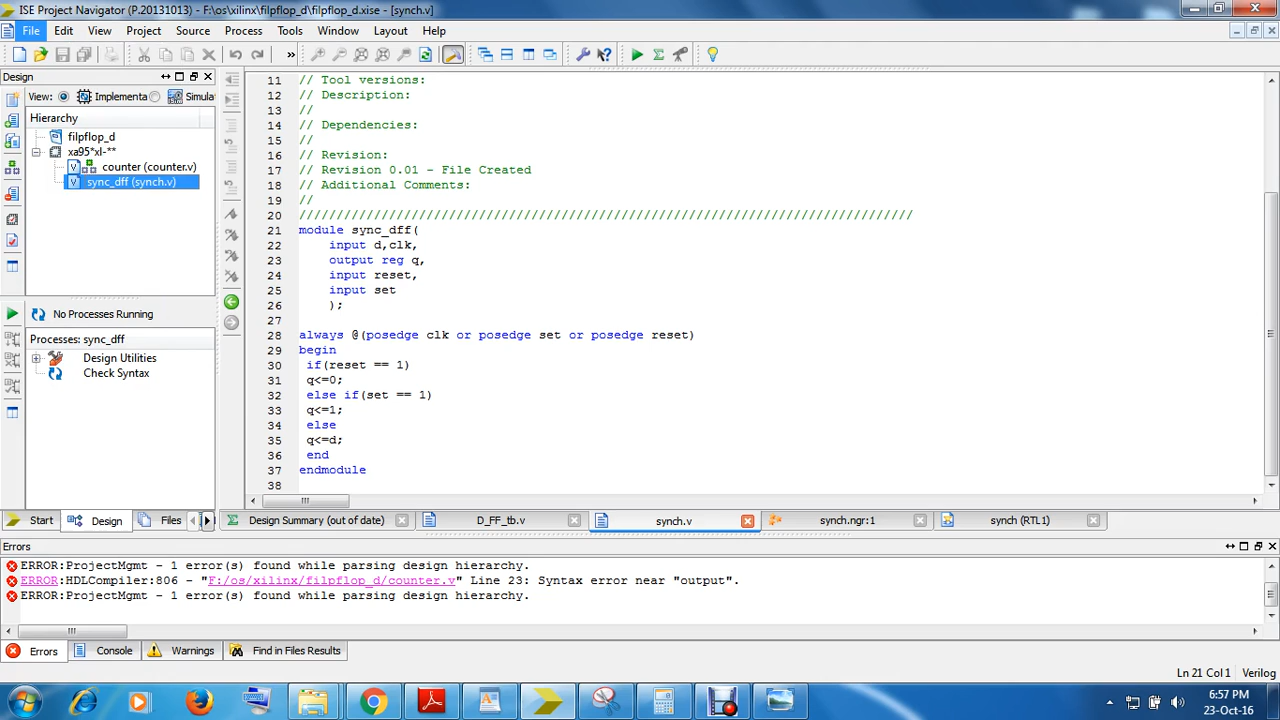 ISE Project Navigator (P.20131013) - F:\os\xilinx\filpflop_d\filpflop_d.xise - [synch.v]
File Edit View Project Source Process Tools Window Layout Help
Design
View: Implementa Simula
Hierarchy
filpflop_d
xa95*xl-**
counter (counter.v)
sync_dff (synch.v)
No Processes Running
Processes: sync_dff
Design Utilities
Check Syntax
Start Design Files
11 // Tool versions:
12 // Description:
13 //
14 // Dependencies:
15 //
16 // Revision:
17 // Revision 0.01 - File Created
18 // Additional Comments:
19 //
20 //////////////////////////////////////////////////////////////////////////////////
21 module sync_dff(
22 input d,clk,
23 output reg q,
24 input reset,
25 input set
26 );
27
28 always @(posedge clk or posedge set or posedge reset)
29 begin
30 if(reset == 1)
31 q<=0;
32 else if(set == 1)
33 q<=1;
34 else
35 q<=d;
36 end
37 endmodule
38
Design Summary (out of date) D_FF_tb.v synch.v synch.ngr:1 synch (RTL1)
Errors
ERROR:ProjectMgmt - 1 error(s) found while parsing design hierarchy.
ERROR:HDLCompiler:806 - "F:/os/xilinx/filpflop_d/counter.v" Line 23: Syntax error near "output".
ERROR:ProjectMgmt - 1 error(s) found while parsing design hierarchy.
Errors Console Warnings Find in Files Results
Ln 21 Col 1 Verilog
6:57 PM
23-Oct-16